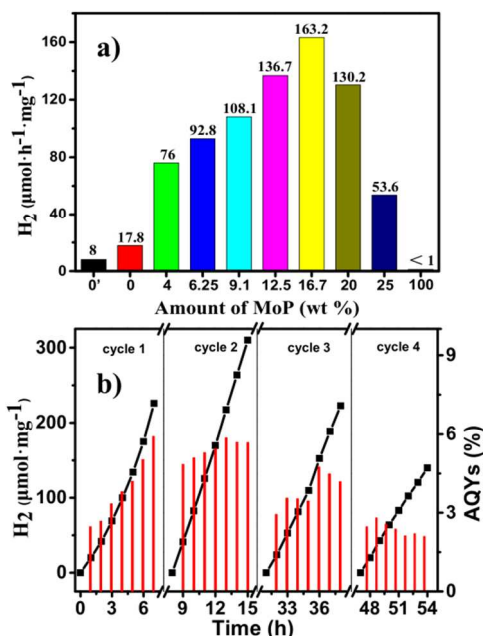 a)
H₂ (μmol·h⁻¹·mg⁻¹)
160
120
80
40
0
8
17.8
76
92.8
108.1
136.7
163.2
130.2
53.6
< 1
0' 0 4 6.25 9.1 12.5 16.7 20 25 100
Amount of MoP (wt %)
b)
cycle 1 cycle 2 cycle 3 cycle 4
H₂ (μmol·mg⁻¹)
300
200
100
0
9
6
3
0
AQYs (%)
0 3 6 9 12 15 33 36 48 51 54
Time (h)